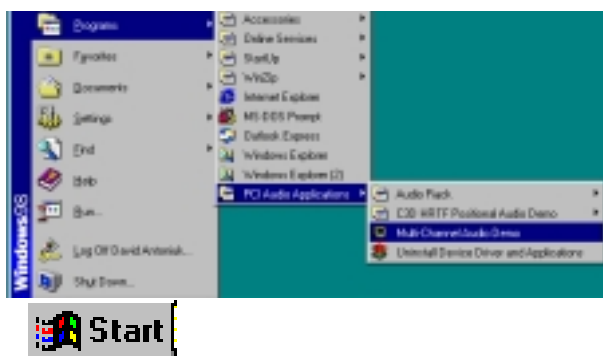 Programs
Favorites
Documents
Settings
Find
Help
Run...
Log Off David Antoniuk...
Shut Down...
Windows98
Accessories
Online Services
StartUp
WinZip
Internet Explorer
MS-DOS Prompt
Outlook Express
Windows Explorer
Windows Explorer (2)
PCI Audio Applications
Audio Rack
C3D HRTF Positional Audio Demo
Multi-Channel Audio Demo
Uninstall Device Driver and Applications
Start